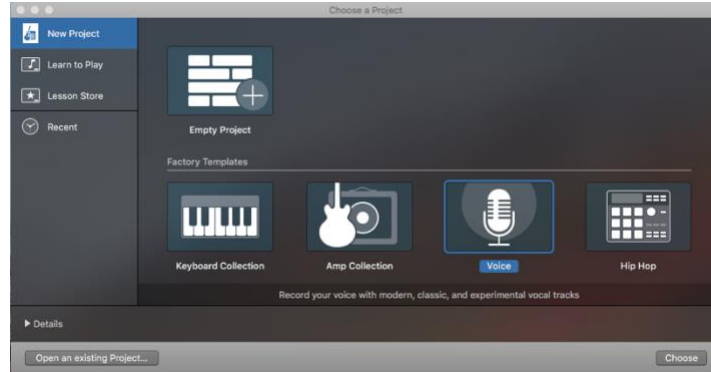 Choose a Project
New Project
Learn to Play
Lesson Store
Recent
Empty Project
Factory Templates
Keyboard Collection
Amp Collection
Voice
Hip Hop
Record your voice with modern, classic, and experimental vocal tracks
Details
Open an existing Project...
Choose